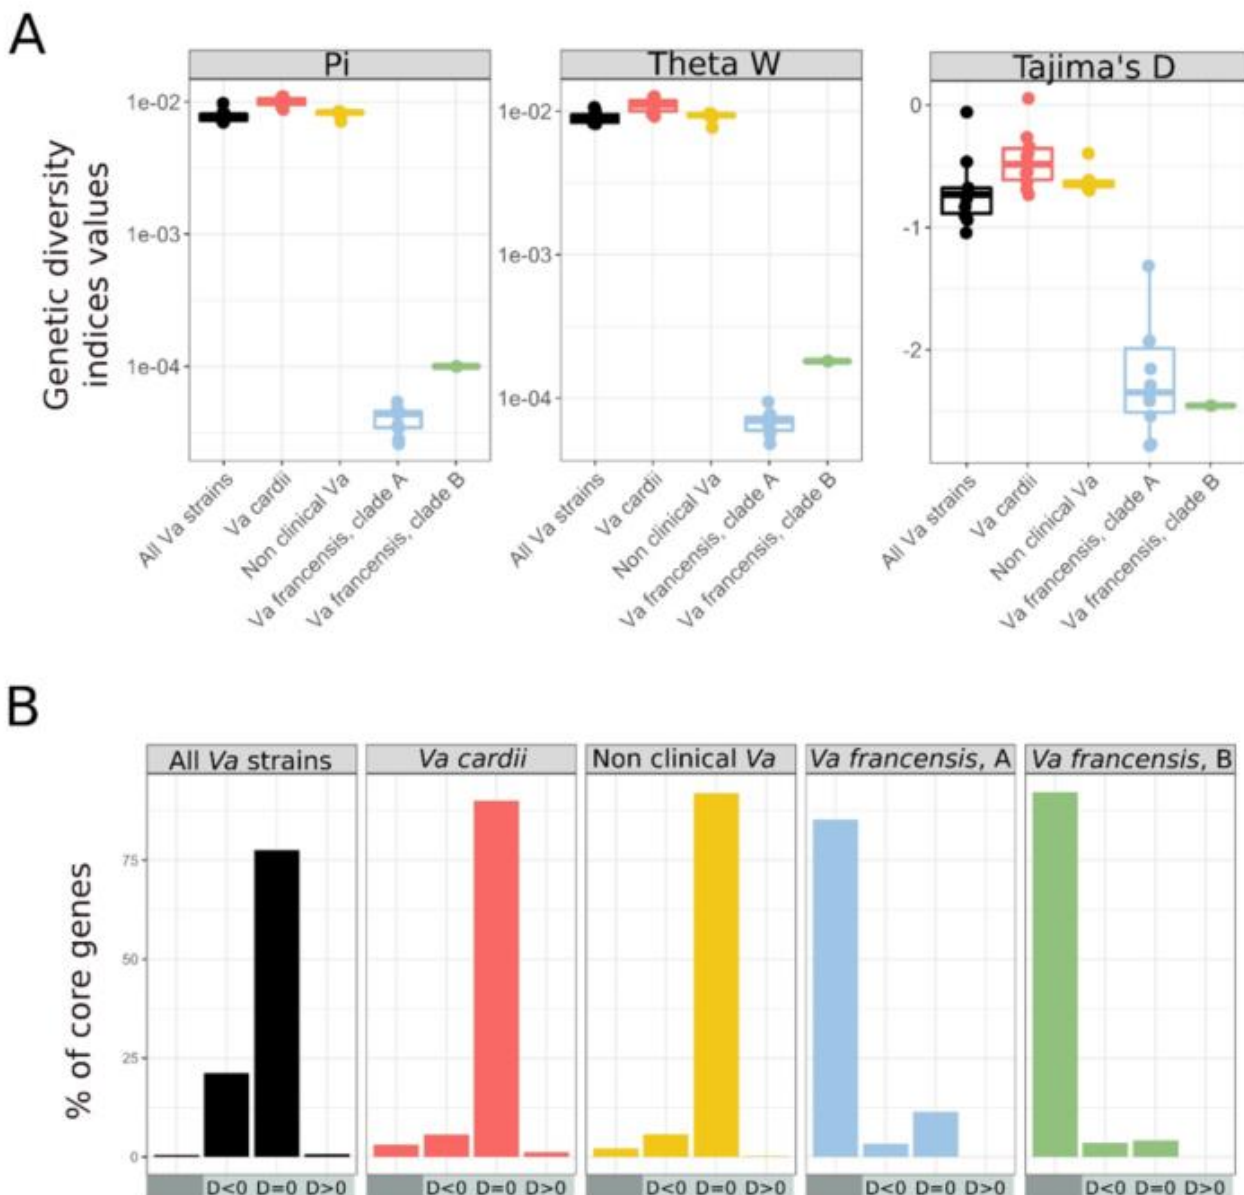 A
Pi
Theta W
Tajima's D
Genetic diversity
indices values
1e-02
1e-03
1e-04
1e-02
1e-03
1e-04
0
-1
-2
All Va strains
Va cardii
Non clinical Va
Va francensis, clade A
Va francensis, clade B
All Va strains
Va cardii
Non clinical Va
Va francensis, clade A
Va francensis, clade B
All Va strains
Va cardii
Non clinical Va
Va francensis, clade A
Va francensis, clade B
B
All Va strains
Va cardii
Non clinical Va
Va francensis, A
Va francensis, B
% of core genes
75
50
25
0
D<0 D=0 D>0
D<0 D=0 D>0
D<0 D=0 D>0
D<0 D=0 D>0
D<0 D=0 D>0